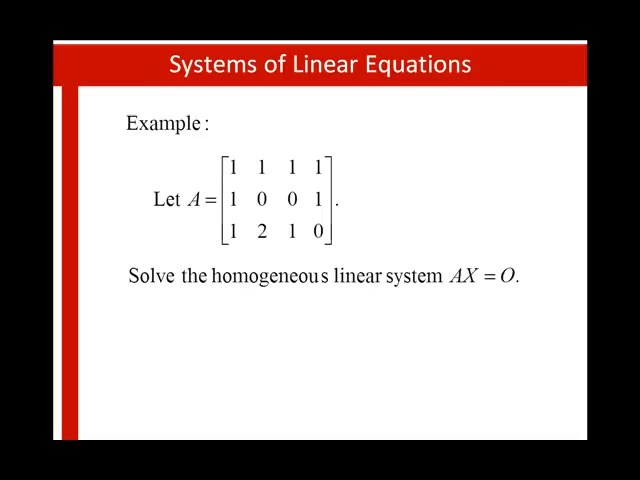 Systems of Linear Equations
Example :
Let A = [1 1 1 1
1 0 0 1
1 2 1 0].
Solve the homogeneous linear system AX = O.